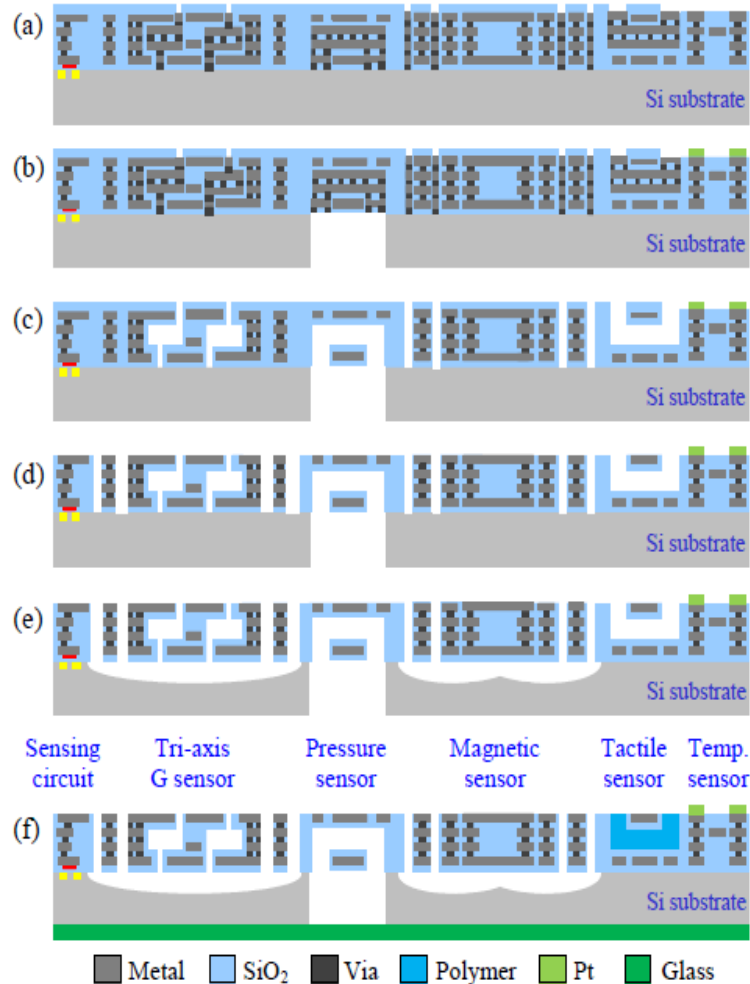 (a)
Si substrate
(b)
Si substrate
(c)
Si substrate
(d)
Si substrate
(e)
Si substrate
Sensing circuit
Tri-axis G sensor
Pressure sensor
Magnetic sensor
Tactile sensor
Temp. sensor
(f)
Si substrate
Metal SiO₂ Via Polymer Pt Glass